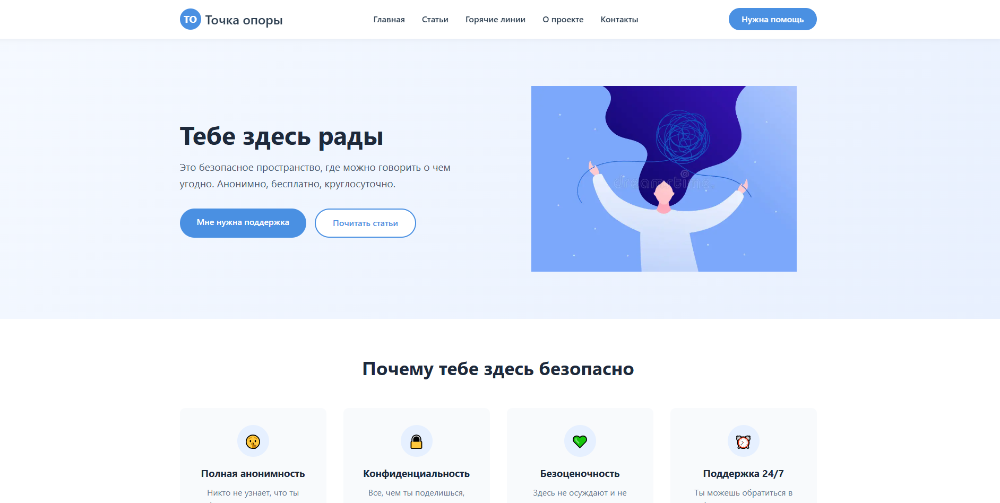 ТО Точка опоры
Главная Статьи Горячие линии О проекте Контакты
Нужна помощь
Тебе здесь рады
Это безопасное пространство, где можно говорить о чем
угодно. Анонимно, бесплатно, круглосуточно.
Мне нужна поддержка
Почитать статьи
dreamstime
Почему тебе здесь безопасно
Полная анонимность
Никто не узнает, что ты
Конфиденциальность
Все, чем ты поделишься,
Безоценочность
Здесь не осуждают и не
Поддержка 24/7
Ты можешь обратиться в